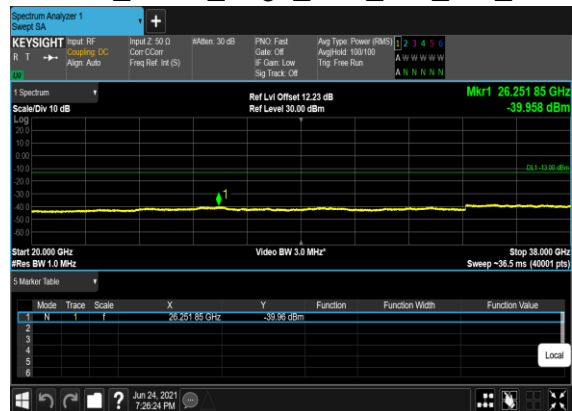 Spectrum Analyzer 1
Swept SA
KEYSIGHT Input: RF Input Z: 50 Ω #Atten: 30 dB PNO: Fast Avg Type: Power (RMS) 1 2 3 4 5 6
R T Coupling: DC Corr CCorr Gate: Off Avg|Hold: 100/100 A W W W W W
Align: Auto Freq Ref: Int (S) IF Gain: Low Trig: Free Run
Sig Track: Off A N N N N N
LXI
1 Spectrum Ref Lvl Offset 12.23 dB Mkr1 26.251 85 GHz
Scale/Div 10 dB Ref Level 30.00 dBm -39.958 dBm
Log
20.0
10.0
0.00
-10.0 DL1 -13.00 dBm
-20.0
-30.0
-40.0 1
-50.0
-60.0
Start 20.000 GHz Video BW 3.0 MHz* Stop 38.000 GHz
#Res BW 1.0 MHz Sweep ~36.5 ms (40001 pts)
5 Marker Table
Mode Trace Scale X Y Function Function Width Function Value
1 N 1 f 26.251 85 GHz -39.96 dBm
2
3
4
5
6
Local
? Jun 24, 2021
7:26:24 PM